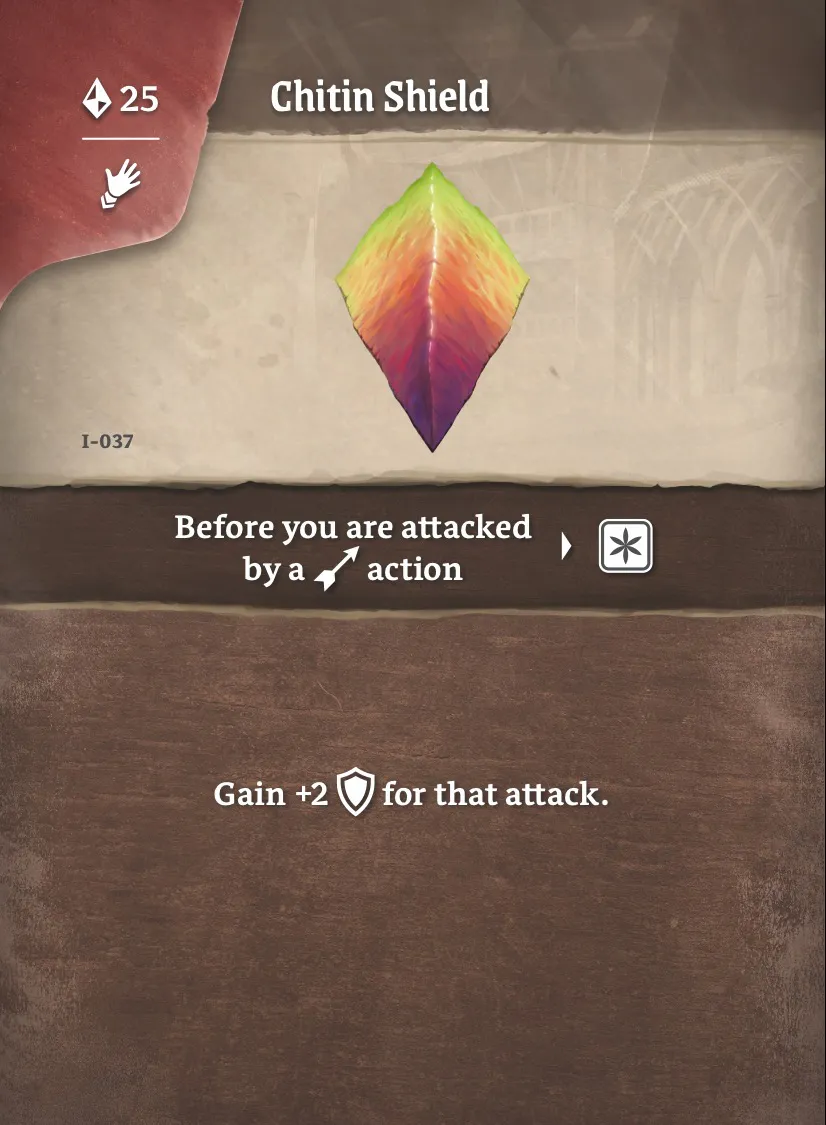 25
Chitin Shield
I-037
Before you are attacked
by a action
Gain +2 for that attack.